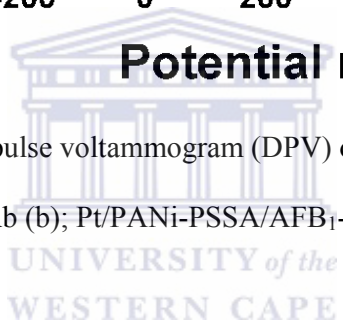 -200 0 200
Potential
pulse voltammogram (DPV)
b (b); Pt/PANi-PSSA/AFB₁-
UNIVERSITY of the
WESTERN CAPE